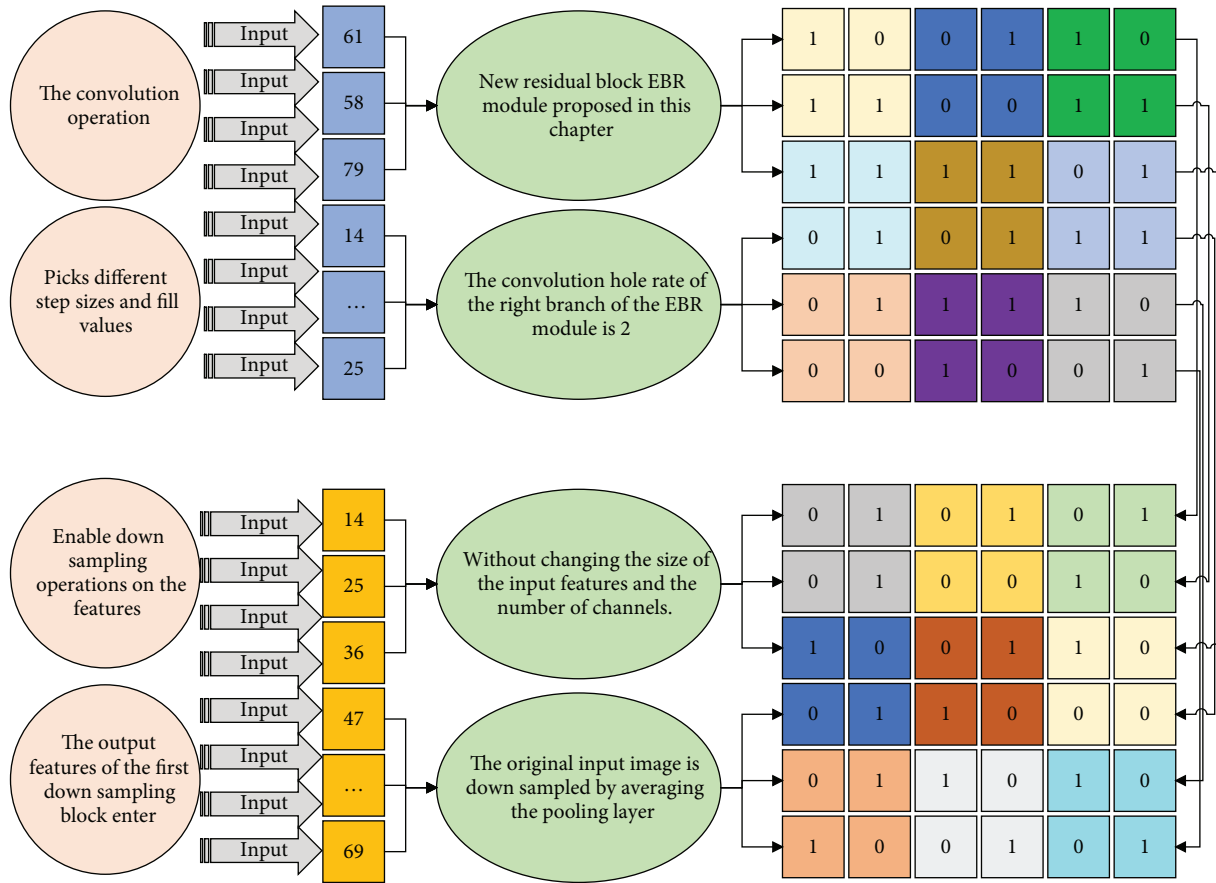 The convolution
operation
Picks different
step sizes and fill
values
Input
Input
Input
Input
Input
Input
Input
Input
61
58
79
14
...
25
New residual block EBR
module proposed in this
chapter
The convolution hole rate of
the right branch of the EBR
module is 2
1 0 0 1 1 0
1 1 0 0 1 1
1 1 1 1 0 1
0 1 0 1 1 1
0 1 1 1 1 0
0 0 1 0 0 1
Enable down
sampling
operations on the
features
The output
features of the first
down sampling
block enter
Input
Input
Input
Input
Input
Input
Input
Input
14
25
36
47
...
69
Without changing the size of
the input features and the
number of channels.
The original input image is
down sampled by averaging
the pooling layer
0 1 0 1 0 1
0 1 0 0 1 0
1 0 0 1 1 0
0 1 1 0 0 0
0 1 1 0 1 0
1 0 0 1 0 1